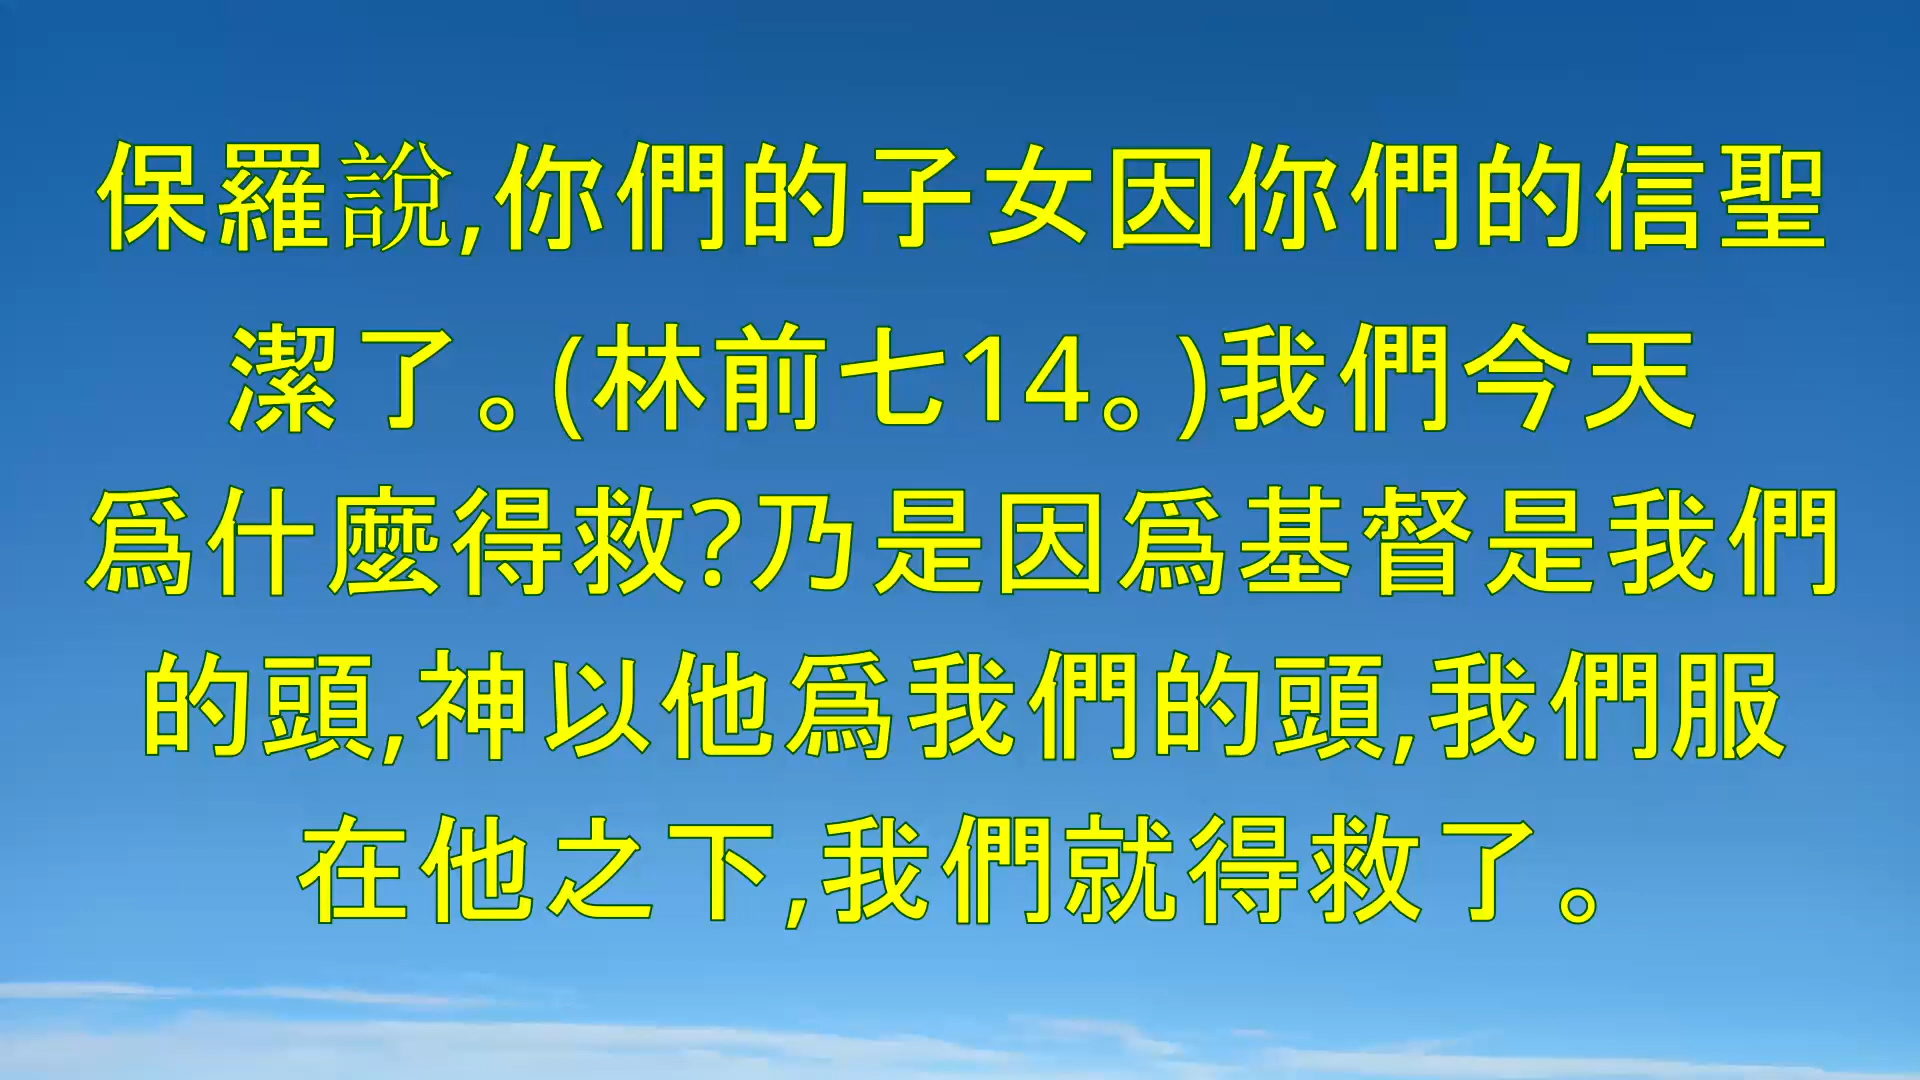 保羅說,你們的子女因你們的信聖
潔了。(林前七14。)我們今天
爲什麼得救?乃是因爲基督是我們
的頭,神以他爲我們的頭,我們服
在他之下,我們就得救了。